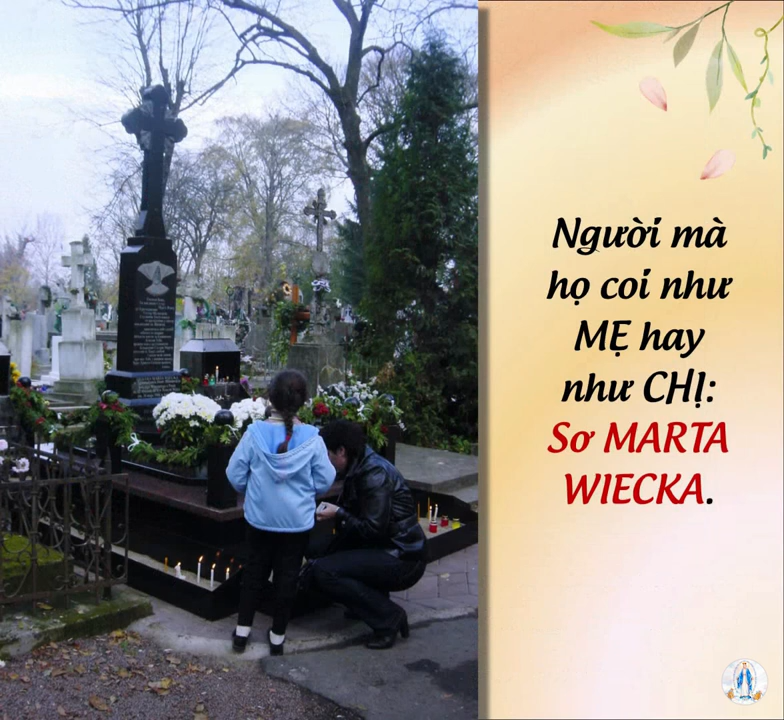 Người mà
họ coi như
MẸ hay
như CHỊ:
Sơ MARTA
WIECKA.